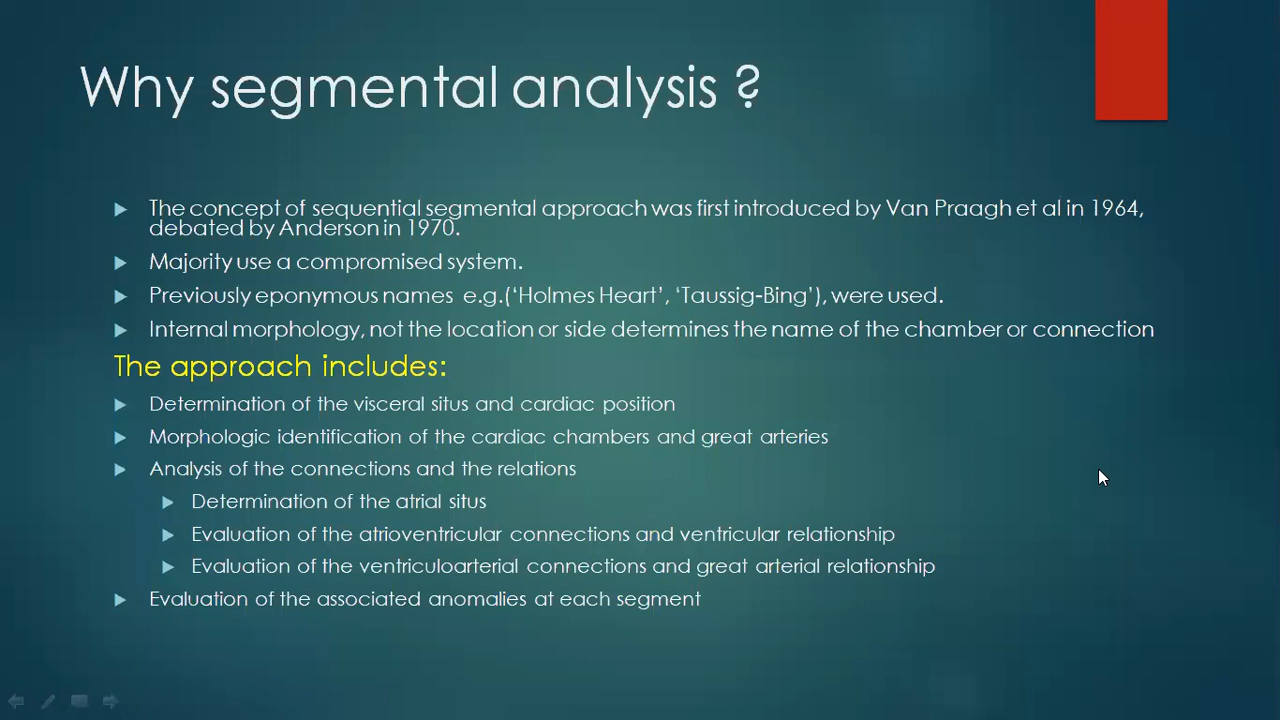 Why segmental analysis ?
The concept of sequential segmental approach was first introduced by Van Praagh et al in 1964,
debated by Anderson in 1970.
Majority use a compromised system.
Previously eponymous names e.g.(‘Holmes Heart’, ‘Taussig-Bing’), were used.
Internal morphology, not the location or side determines the name of the chamber or connection
The approach includes:
Determination of the visceral situs and cardiac position
Morphologic identification of the cardiac chambers and great arteries
Analysis of the connections and the relations
Determination of the atrial situs
Evaluation of the atrioventricular connections and ventricular relationship
Evaluation of the ventriculoarterial connections and great arterial relationship
Evaluation of the associated anomalies at each segment